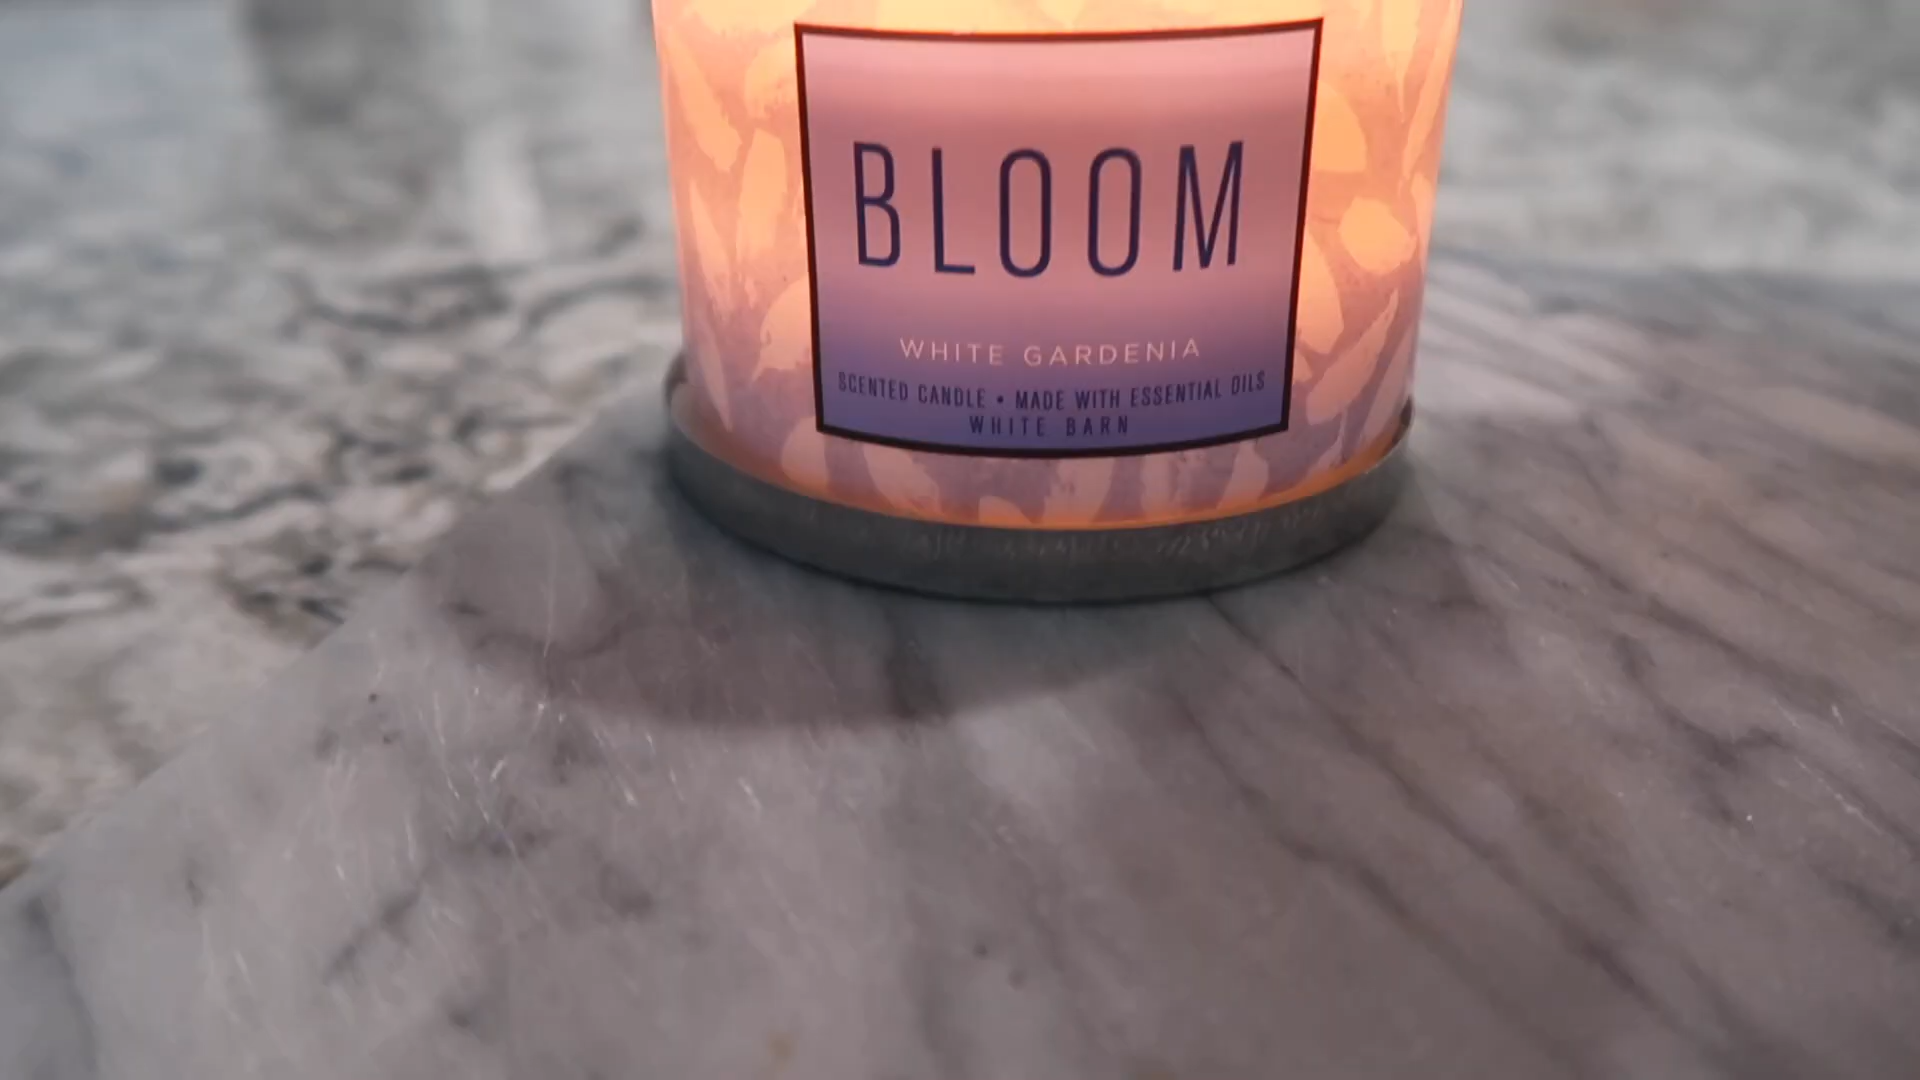 BLOOM
WHITE GARDENIA
SCENTED CANDLE • MADE WITH ESSENTIAL OILS
WHITE BARN